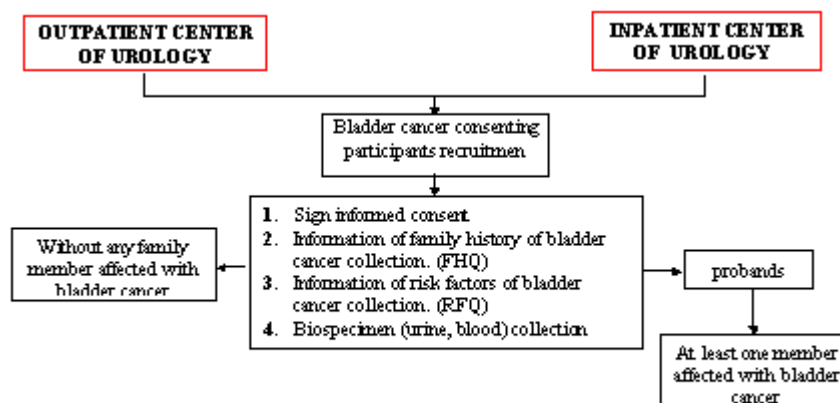 OUTPATIENT CENTER
OF UROLOGY
INPATIENT CENTER
OF UROLOGY
Bladder cancer consenting
participants recruitmen
1. Sign informed consent
2. Information of family history of bladder
cancer collection. (FHQ)
3. Information of risk factors of bladder
cancer collection. (RFQ)
4. Biospecimen (urine, blood) collection
Without any family
member affected with
bladder cancer
probands
At least one member
affected with bladder
cancer